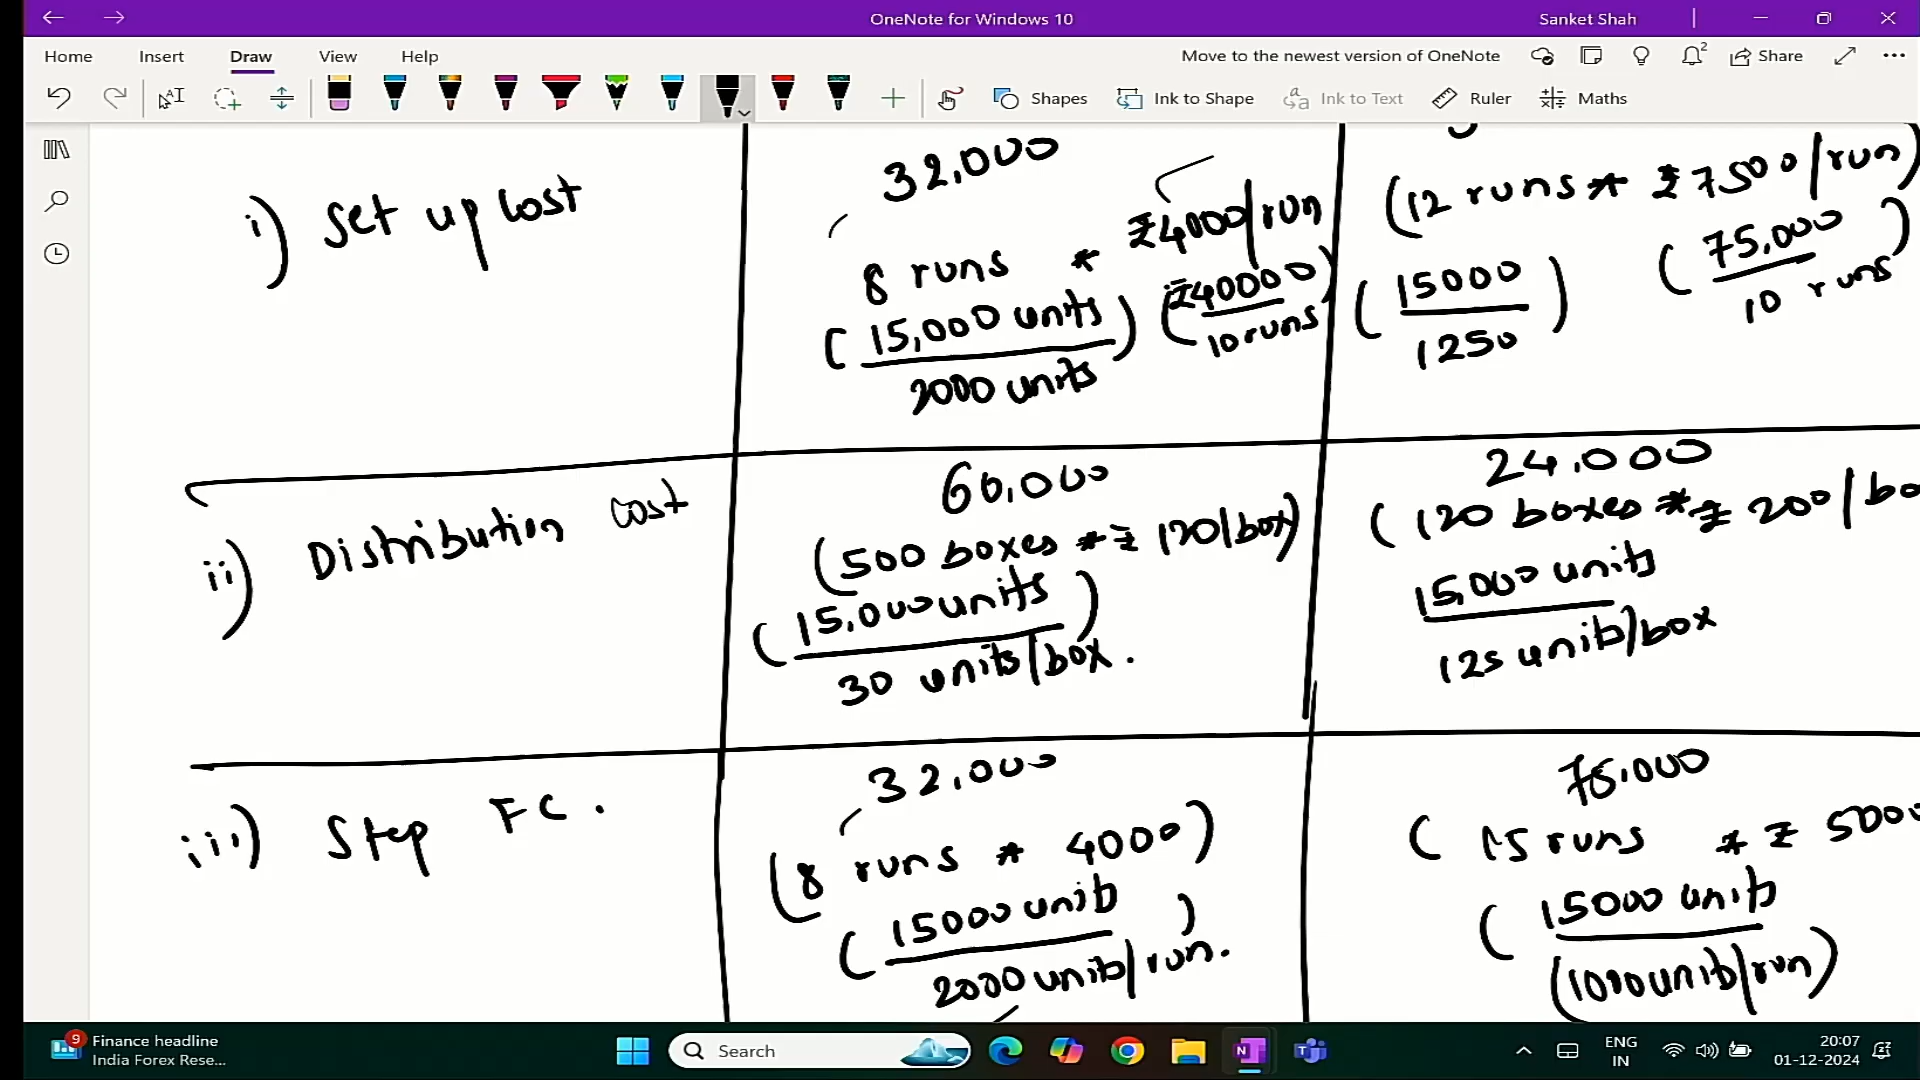 OneNote for Windows 10
Sanket Shah
Home Insert Draw View Help
Move to the newest version of OneNote
2
Share
Shapes
Ink to Shape
Ink to Text
Ruler
Maths
i) Set up cost
32,000
8 runs * ₹4000/run
(15,000 units) (₹40000)
2000 units 10 runs
(12 runs * ₹7500/run)
(15000) (75,000)
1250 10 runs
ii) Distribution cost
60,000
(500 boxes * ₹120/box)
(15,000 units)
30 units/box.
24,000
(120 boxes * ₹200/bo
15,000 units
125 units/box
iii) Step FC.
32,000
(8 runs * 4000)
(15000 units)
2000 units/run.
75,000
(15 runs * ₹5000
(15000 units
(1000 units/run)
9
Finance headline
India Forex Rese...
Search
ENG
IN
20:07
01-12-2024